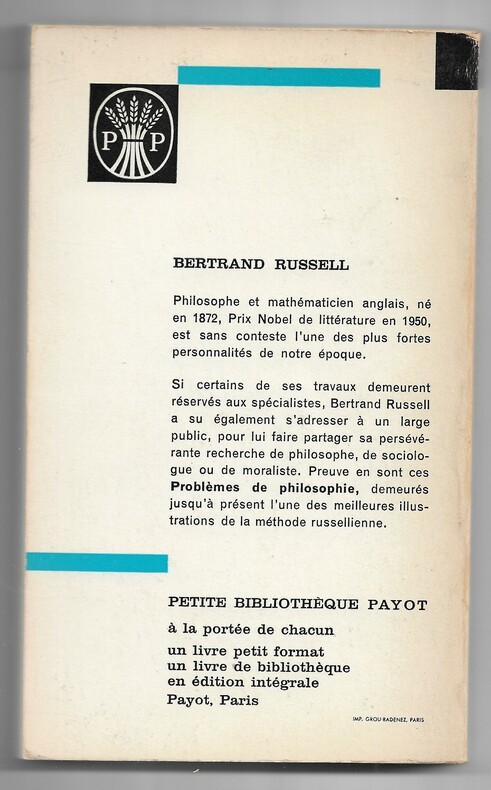 P P
BERTRAND RUSSELL
Philosophe et mathématicien anglais, né
en 1872, Prix Nobel de littérature en 1950,
est sans conteste l'une des plus fortes
personnalités de notre époque.
Si certains de ses travaux demeurent
réservés aux spécialistes, Bertrand Russell
a su également s'adresser à un large
public, pour lui faire partager sa persévé-
rante recherche de philosophe, de sociolo-
gue ou de moraliste. Preuve en sont ces
Problèmes de philosophie, demeurés
jusqu'à présent l'une des meilleures illus-
trations de la méthode russellienne.
PETITE BIBLIOTHÈQUE PAYOT
à la portée de chacun
un livre petit format
un livre de bibliothèque
en édition intégrale
Payot, Paris
IMP. GROU-RADENEZ, PARIS